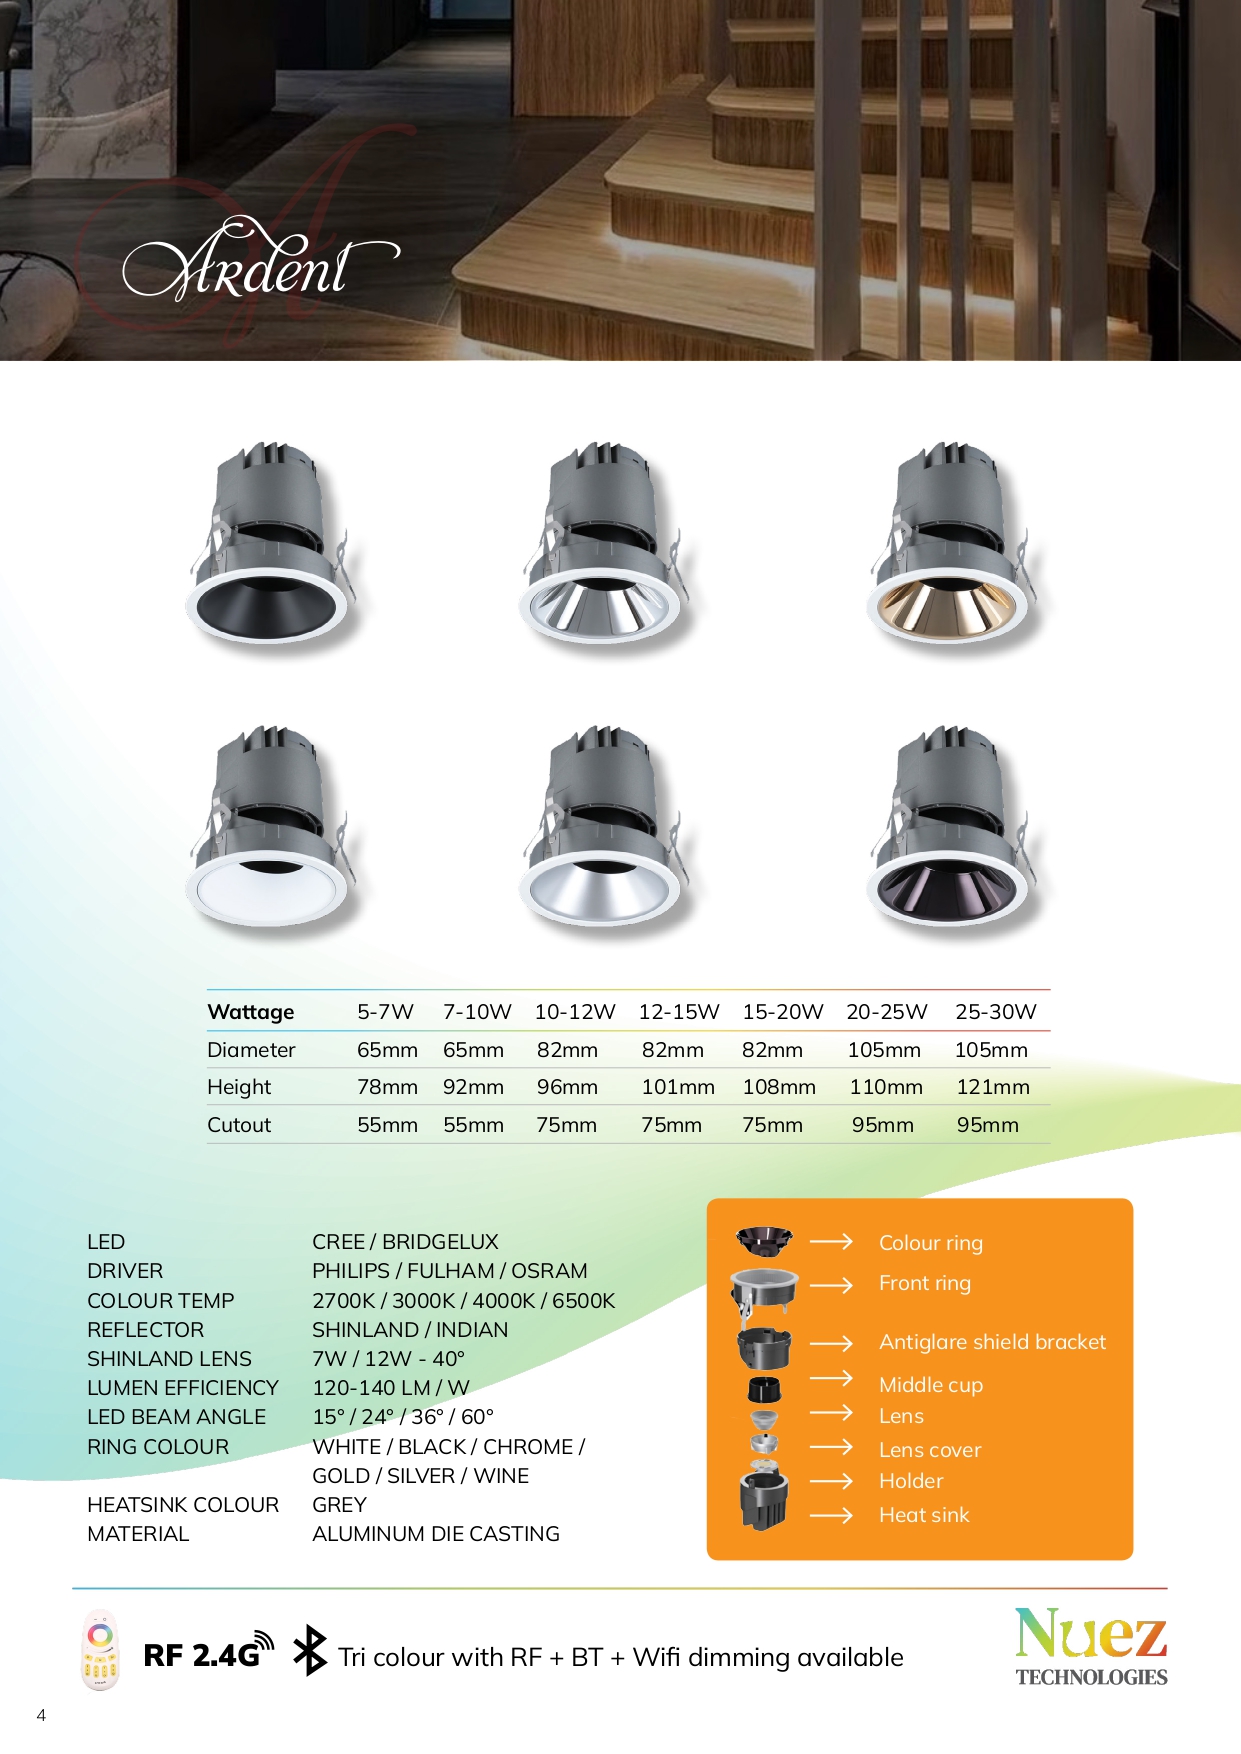 Ardent
Wattage 5-7W 7-10W 10-12W 12-15W 15-20W 20-25W 25-30W
Diameter 65mm 65mm 82mm 82mm 82mm 105mm 105mm
Height 78mm 92mm 96mm 101mm 108mm 110mm 121mm
Cutout 55mm 55mm 75mm 75mm 75mm 95mm 95mm
LED CREE / BRIDGELUX
DRIVER PHILIPS / FULHAM / OSRAM
COLOUR TEMP 2700K / 3000K / 4000K / 6500K
REFLECTOR SHINLAND / INDIAN
SHINLAND LENS 7W / 12W - 40°
LUMEN EFFICIENCY 120-140 LM / W
LED BEAM ANGLE 15° / 24° / 36° / 60°
RING COLOUR WHITE / BLACK / CHROME /
GOLD / SILVER / WINE
HEATSINK COLOUR GREY
MATERIAL ALUMINUM DIE CASTING
Colour ring
Front ring
Antiglare shield bracket
Middle cup
Lens
Lens cover
Holder
Heat sink
RF 2.4G Tri colour with RF + BT + Wifi dimming available
Nuez
TECHNOLOGIES
4